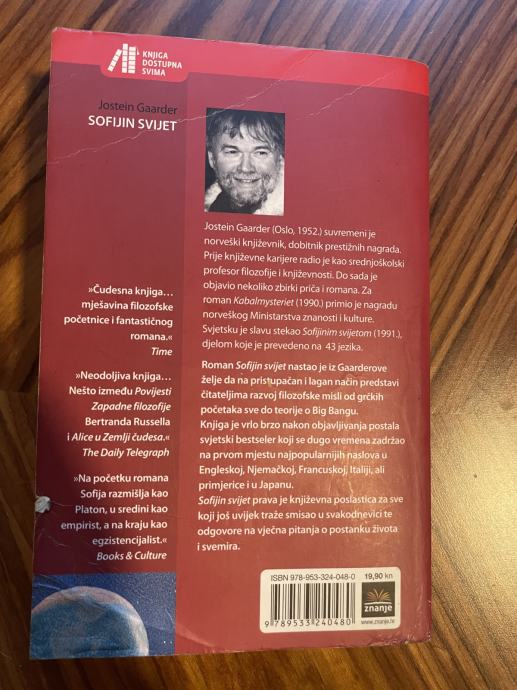 KNJIGA
DOSTUPNA
SVIMA
Jostein Gaarder
SOFIJIN SVIJET
»Čudesna knjiga…
mješavina filozofske
početnice i fantastičnog
romana.«
Time
»Neodoljiva knjiga…
Nešto između Povijesti
Zapadne filozofije
Bertranda Russella
i Alice u Zemlji čudesa.«
The Daily Telegraph
»Na početku romana
Sofija razmišlja kao
Platon, u sredini kao
empirist, a na kraju kao
egzistencijalist.«
Books & Culture
Jostein Gaarder (Oslo, 1952.) suvremeni je
norveški književnik, dobitnik prestižnih nagrada.
Prije književne karijere radio je kao srednjoškolski
profesor filozofije i književnosti. Do sada je
objavio nekoliko zbirki priča i romana. Za
roman Kabalmysteriet (1990.) primio je nagradu
norveškog Ministarstva znanosti i kulture.
Svjetsku je slavu stekao Sofijinim svijetom (1991.),
djelom koje je prevedeno na 43 jezika.
Roman Sofijin svijet nastao je iz Gaarderove
želje da na pristupačan i lagan način predstavi
čitateljima razvoj filozofske misli od grčkih
početaka sve do teorije o Big Bangu.
Knjiga je vrlo brzo nakon objavljivanja postala
svjetski bestseler koji se dugo vremena zadržao
na prvom mjestu najpopularnijih naslova u
Engleskoj, Njemačkoj, Francuskoj, Italiji, ali
primjerice i u Japanu.
Sofijin svijet prava je književna poslastica za sve
koji još uvijek traže smisao u svakodnevici te
odgovore na vječna pitanja o postanku života
i svemira.
ISBN 978-953-324-048-0
19,90 kn
9 789533 240480
znanje
www.znanje.hr